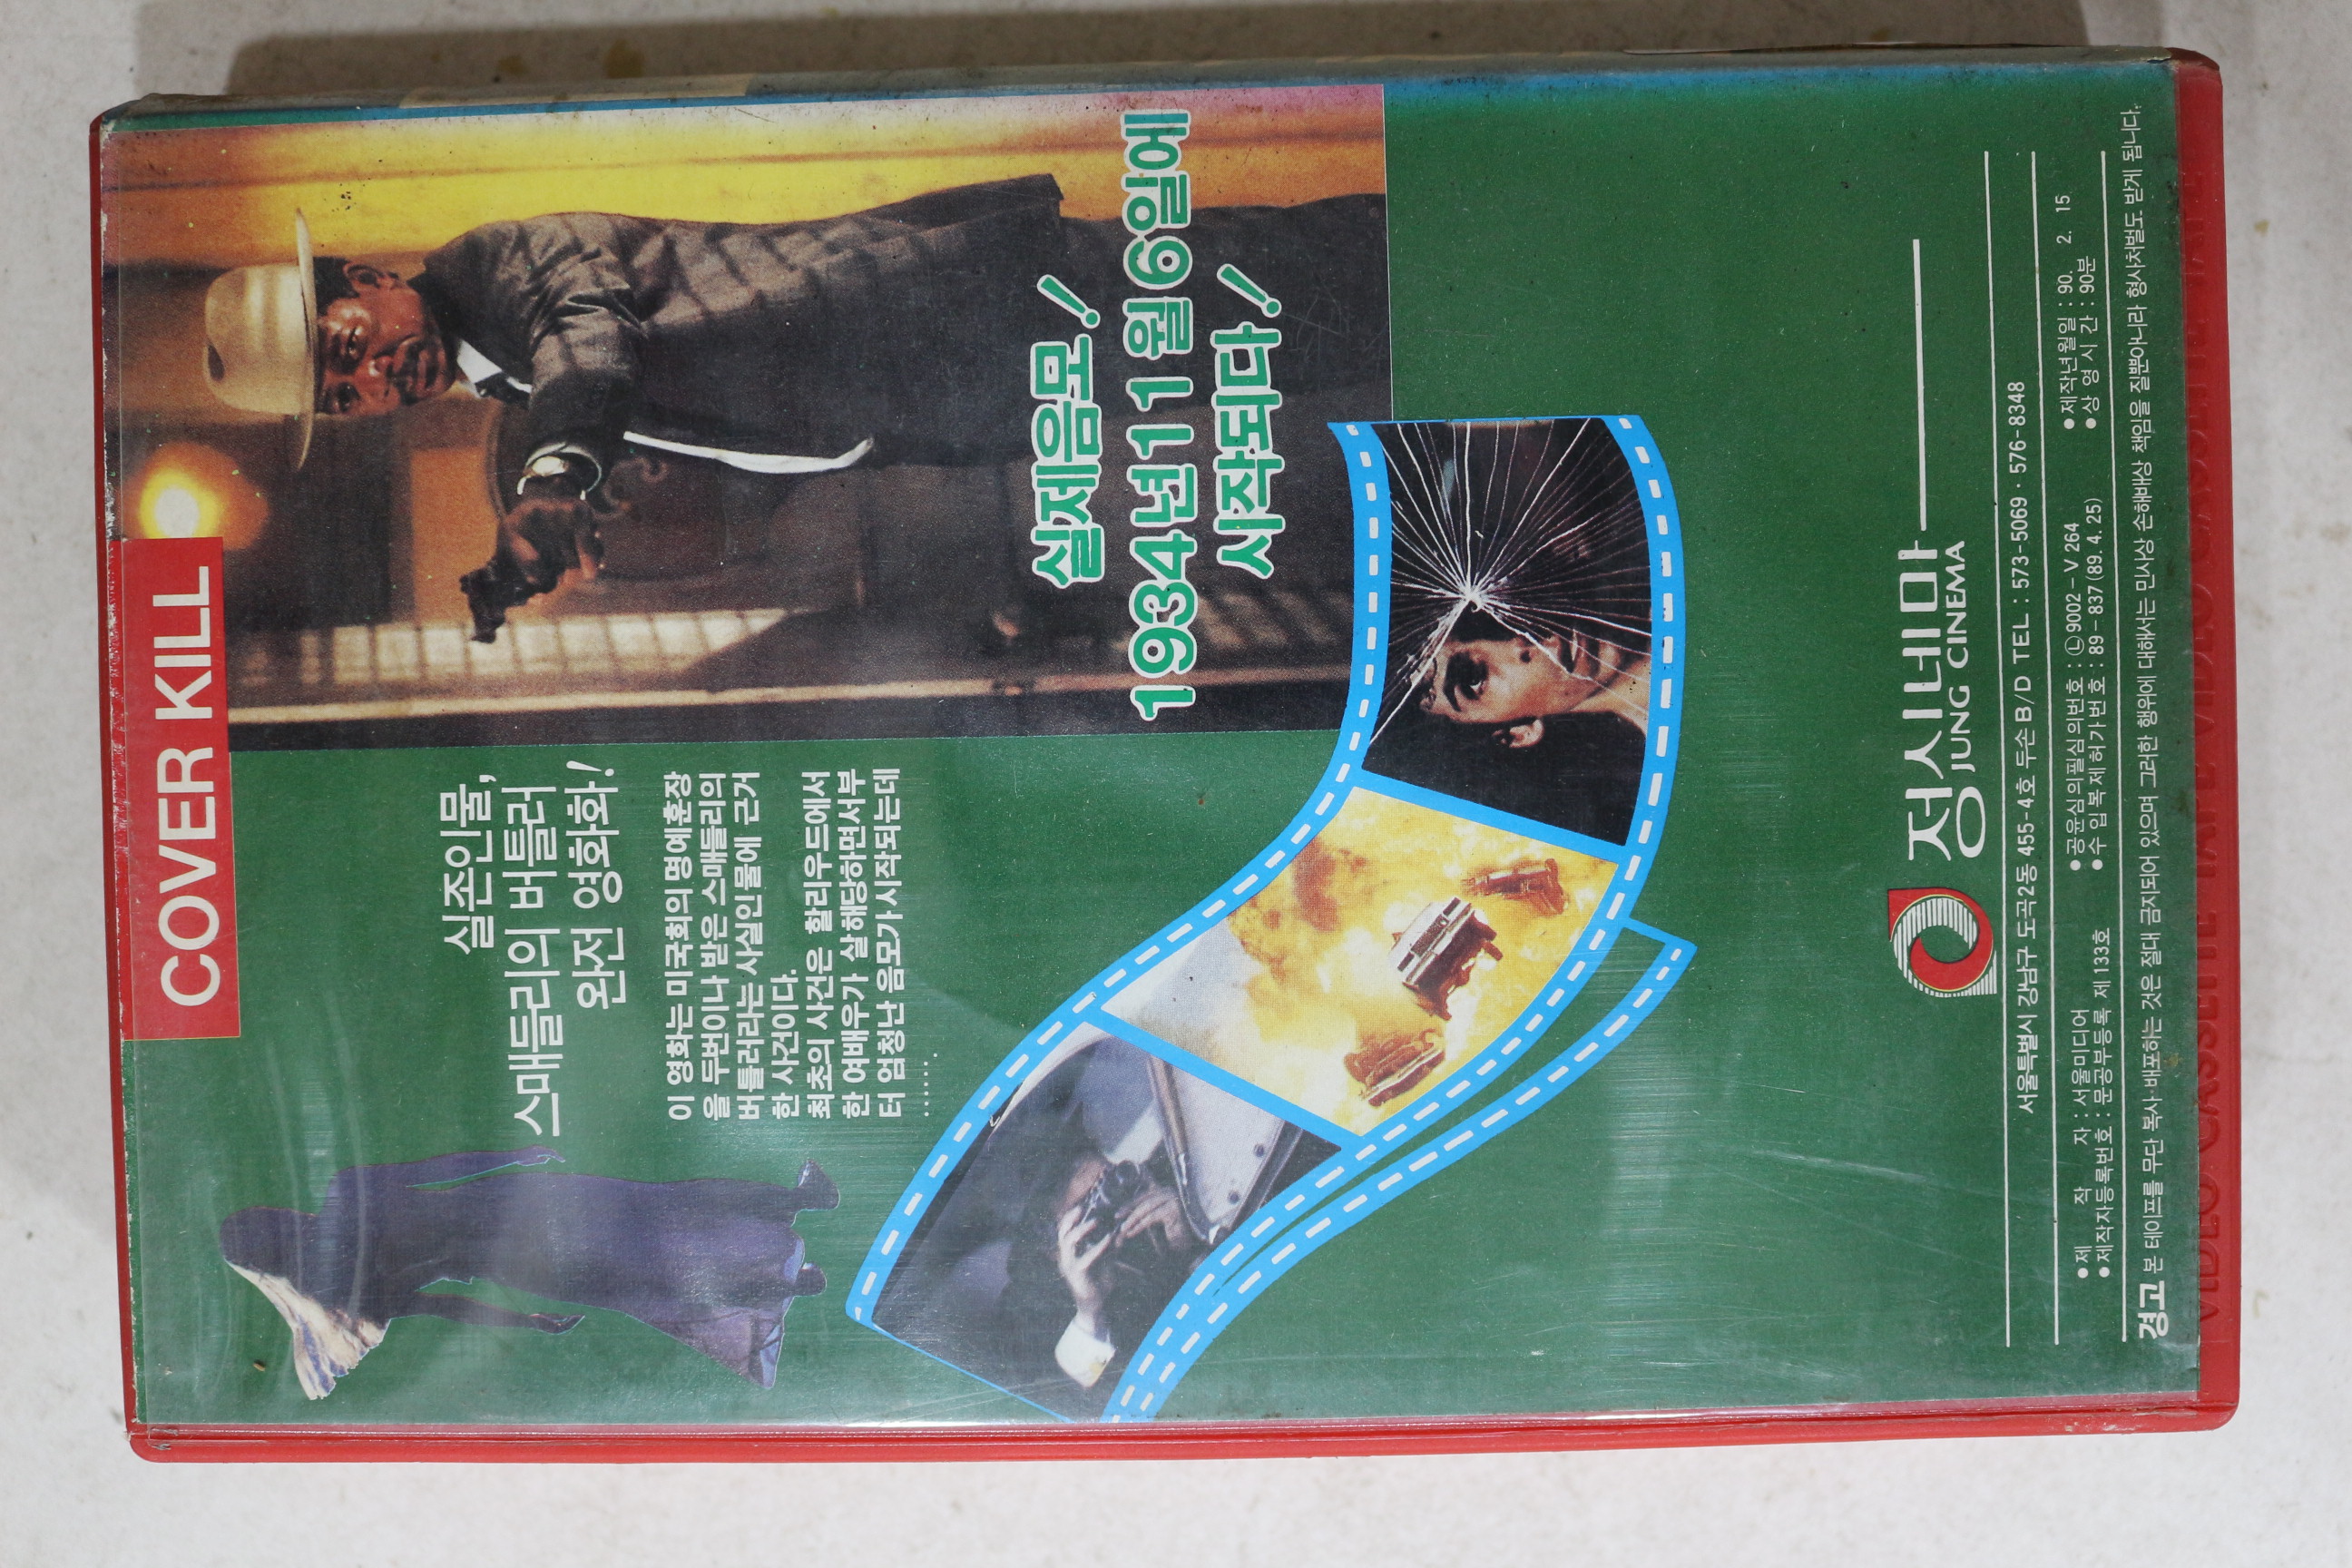 COVER KILL
실존인물,
스매들리의 버틀러
완전 영화화!
이 영화는 미국회의 명예훈장
을 두번이나 받은 스매들리의
버틀러라는 사실인물에 근거
한 사건이다.
최초의 사건은 할리우드에서
한 여배우가 살해당하면서부
터 엄청난 음모가 시작되는데
.......
실제음모!
1934년11월6일에
시작되다!
정시네마
JUNG CINEMA
서울특별시 강남구 도곡2동 455-4호 두손 B/D TEL : 573-5069 · 576-8348
●제 작 자 : 서울미디어
●제작자등록번호 : 문공부등록 제 133호
●공윤심의필심의번호 : Ⓛ9002-V 264
●수입복제허가번호 : 89-837 (89. 4. 25)
●제작년월일 : 90. 2. 15
●상 영 시 간 : 90분
경고 본 테이프를 무단 복사·배포하는 것은 절대 금지되어 있으며 그러한 행위에 대해서는 민사상 손해배상 책임을 질뿐아니라 형사처벌도 받게 됩니다.
VIDEO CASSETTE TAPE VIDEO CASSETTE TAPE